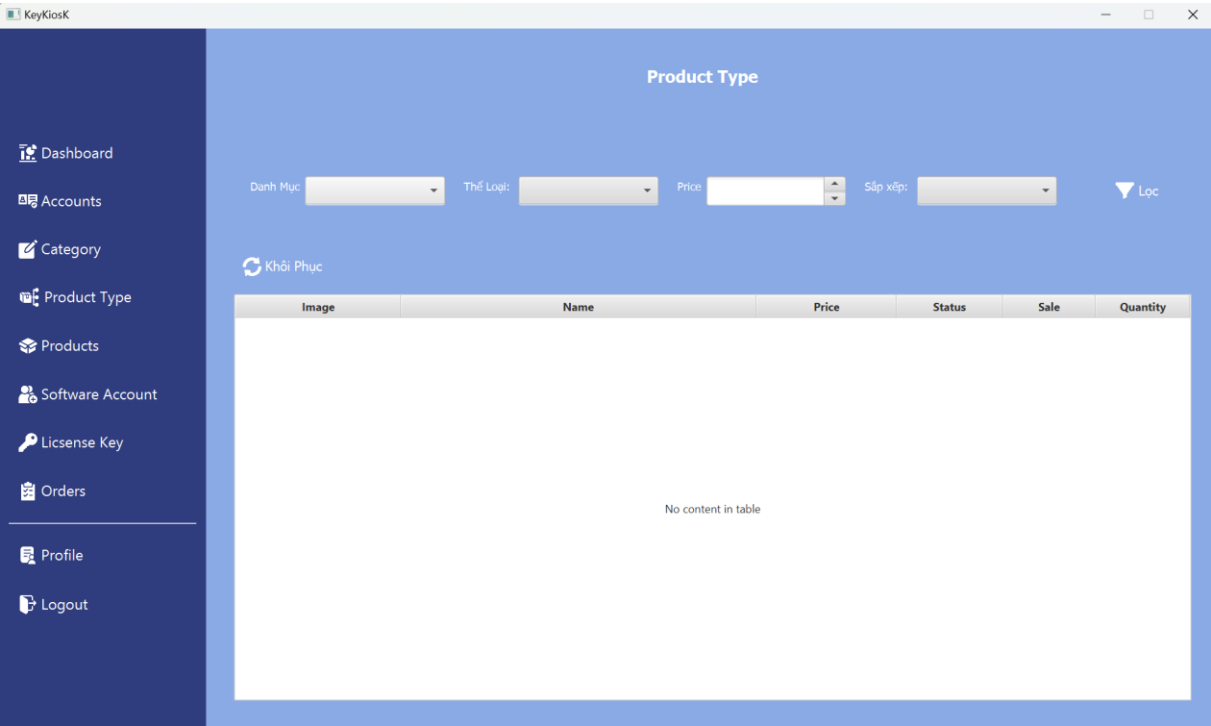 KeyKiosK
Product Type
Dashboard
Accounts
Category
Product Type
Products
Software Account
Licsense Key
Orders
Profile
Logout
Danh Mục Thể Loại: Price Sắp xếp: Lọc
Khôi Phục
Image Name Price Status Sale Quantity
No content in table